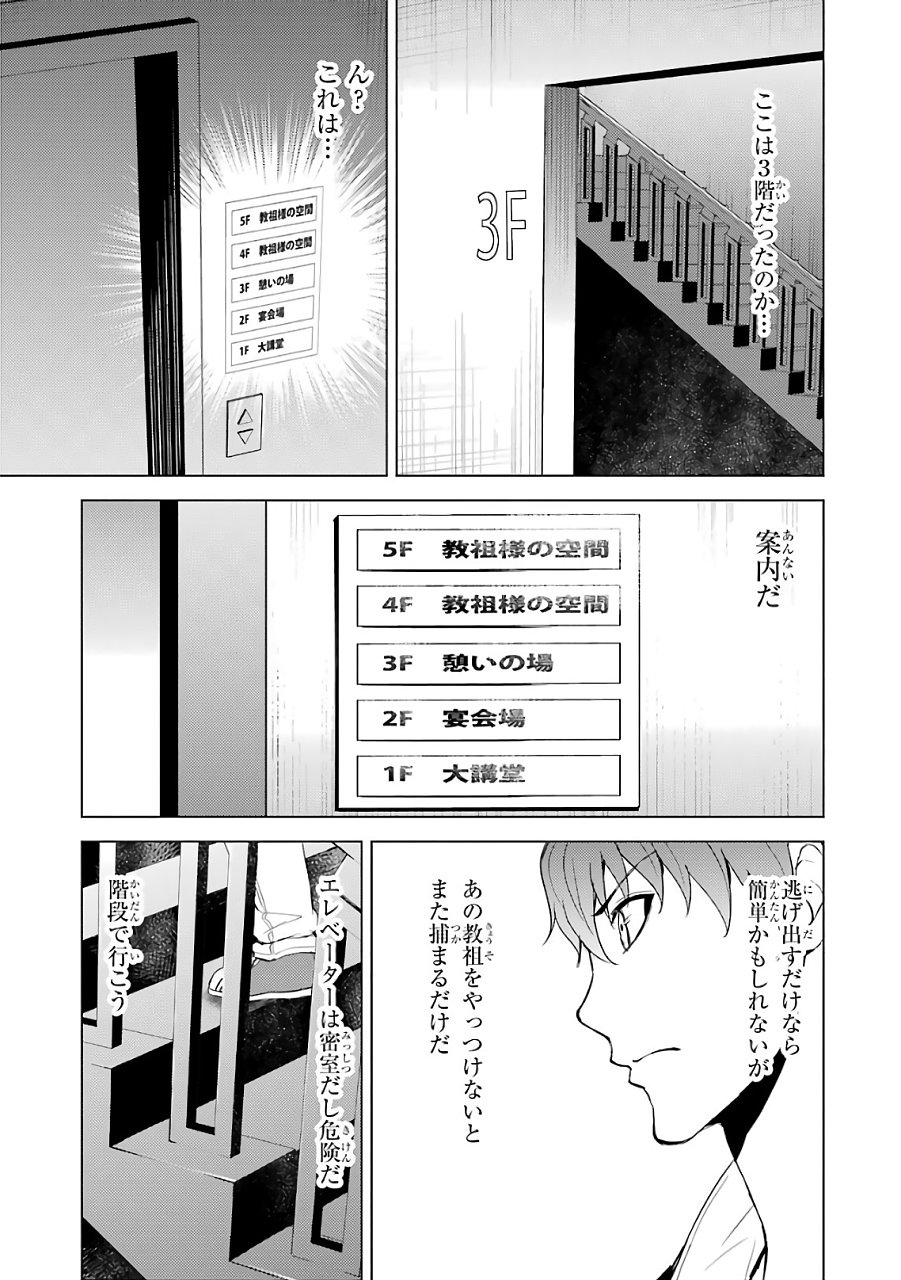 ここは3階だったのか…
3F
ん?
これは…
5F 教祖様の空間
4F 教祖様の空間
3F 憩いの場
2F 宴会場
1F 大講堂
案内だ
5F 教祖様の空間
4F 教祖様の空間
3F 憩いの場
2F 宴会場
1F 大講堂
逃げ出すだけなら
簡単かもしれないが
あの教祖をやっつけないと
また捕まるだけだ
エレベーターは密室だし危険だ
階段で行こう